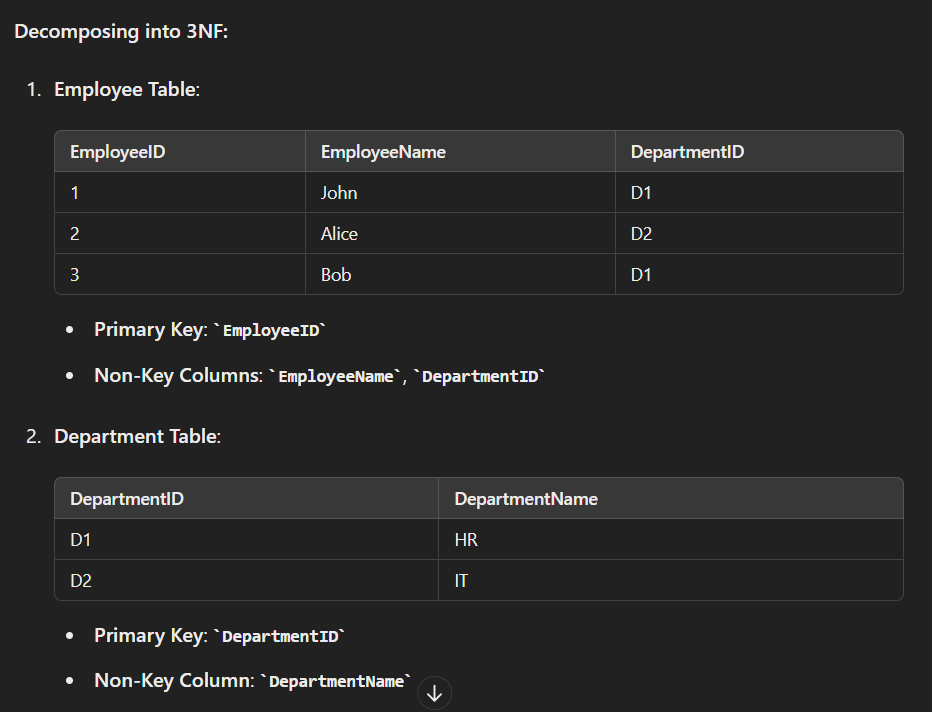 Decomposing into 3NF:
1. Employee Table:
EmployeeID EmployeeName DepartmentID
1 John D1
2 Alice D2
3 Bob D1
• Primary Key: `EmployeeID`
• Non-Key Columns: `EmployeeName`, `DepartmentID`
2. Department Table:
DepartmentID DepartmentName
D1 HR
D2 IT
• Primary Key: `DepartmentID`
• Non-Key Column: `DepartmentName`